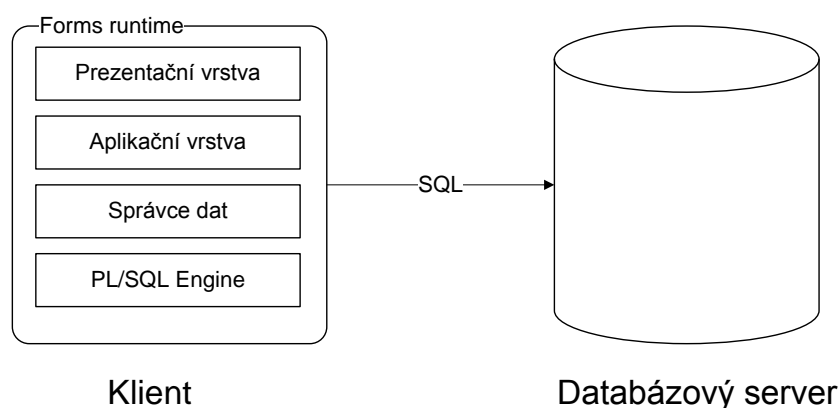 Forms runtime
Prezentační vrstva
Aplikační vrstva
Správce dat
PL/SQL Engine
SQL
Klient
Databázový server